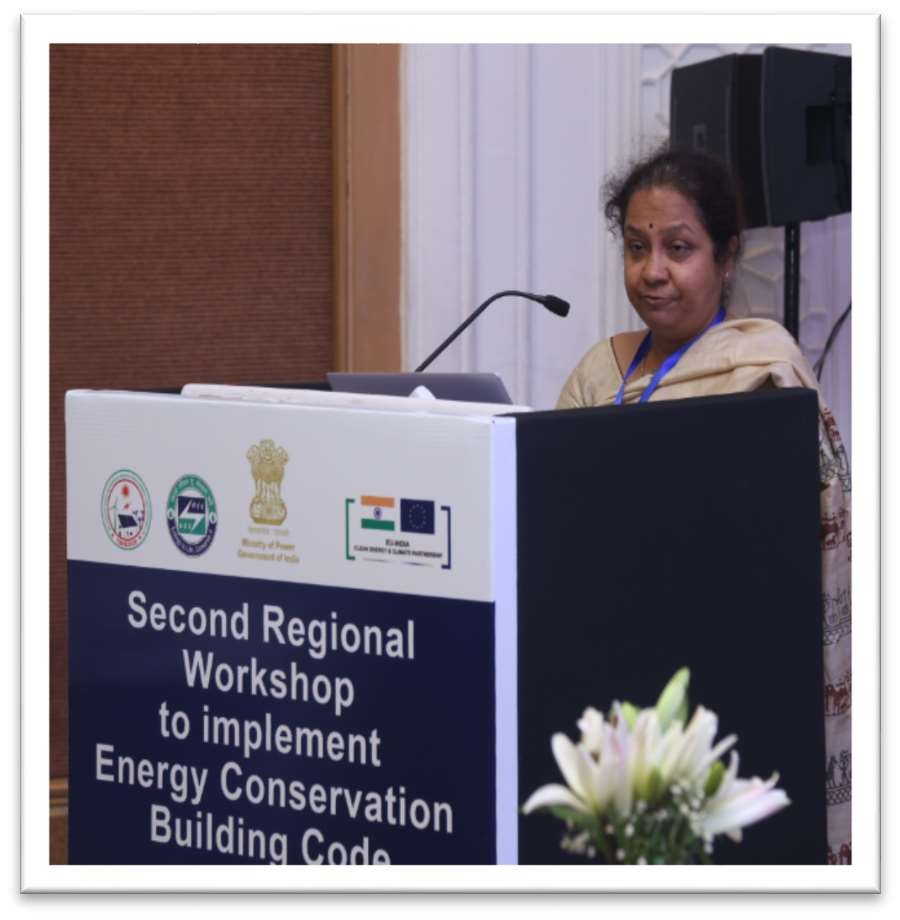 Ministry of Power
Government of India
EU-INDIA
CLEAN ENERGY & CLIMATE PARTNERSHIP
Second Regional
Workshop
to implement
Energy Conservation
Building Code